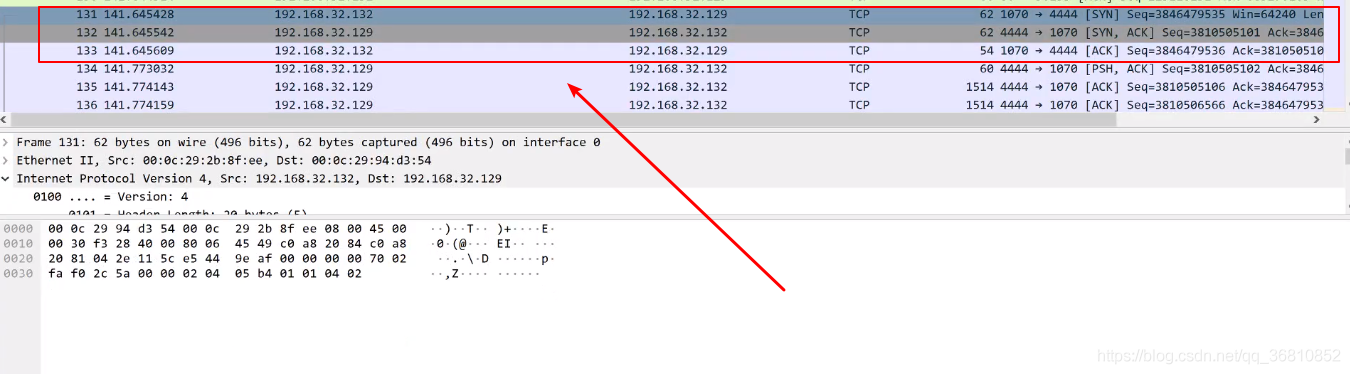 131 141.645428 192.168.32.132 192.168.32.129 TCP 62 1070 → 4444 [SYN] Seq=3846479535 Win=64240 Len
132 141.645542 192.168.32.129 192.168.32.132 TCP 62 4444 → 1070 [SYN, ACK] Seq=3810505101 Ack=3846
133 141.645609 192.168.32.132 192.168.32.129 TCP 54 1070 → 4444 [ACK] Seq=3846479536 Ack=381050510
134 141.773032 192.168.32.129 192.168.32.132 TCP 60 4444 → 1070 [PSH, ACK] Seq=3810505102 Ack=3846
135 141.774143 192.168.32.129 192.168.32.132 TCP 1514 4444 → 1070 [ACK] Seq=3810505106 Ack=384647953
136 141.774159 192.168.32.129 192.168.32.132 TCP 1514 4444 → 1070 [ACK] Seq=3810506566 Ack=384647953
Frame 131: 62 bytes on wire (496 bits), 62 bytes captured (496 bits) on interface 0
Ethernet II, Src: 00:0c:29:2b:8f:ee, Dst: 00:0c:29:94:d3:54
Internet Protocol Version 4, Src: 192.168.32.132, Dst: 192.168.32.129
0100 .... = Version: 4
.... 0101 = Header Length: 20 bytes (5)
0000 00 0c 29 94 d3 54 00 0c 29 2b 8f ee 08 00 45 00 ··)··T·· )+····E·
0010 00 30 f3 28 40 00 80 06 45 49 c0 a8 20 84 c0 a8 ·0·(@··· EI·· ···
0020 20 81 04 2e 11 5c e5 44 9e af 00 00 00 00 70 02 ··.·\·D ······p·
0030 fa f0 2c 5a 00 00 02 04 05 b4 01 01 04 02 ··,Z···· ······
https://blog.csdn.net/qq_36810852